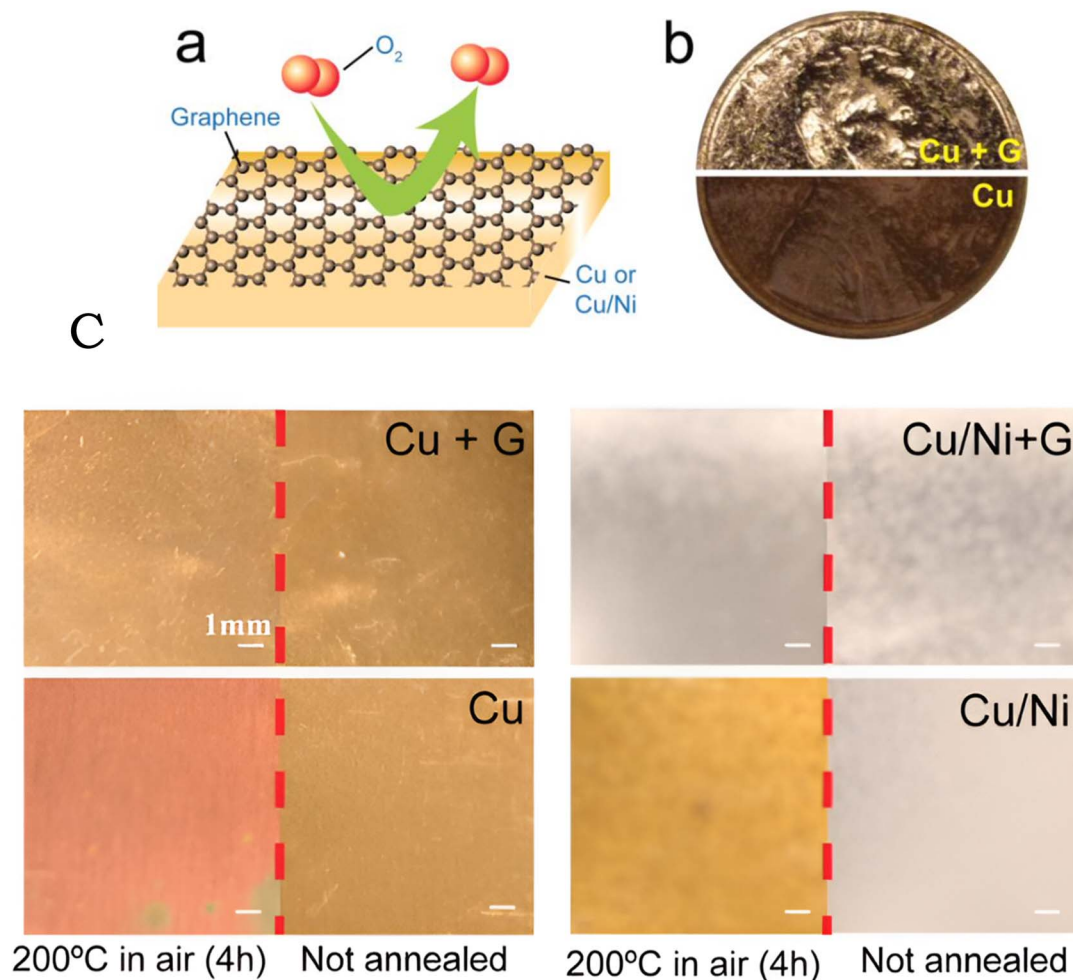 a
O2
Graphene
Cu or
Cu/Ni
b
Cu + G
Cu
C
Cu + G
1mm
Cu/Ni+G
Cu
Cu/Ni
200ºC in air (4h)
Not annealed
200ºC in air (4h)
Not annealed